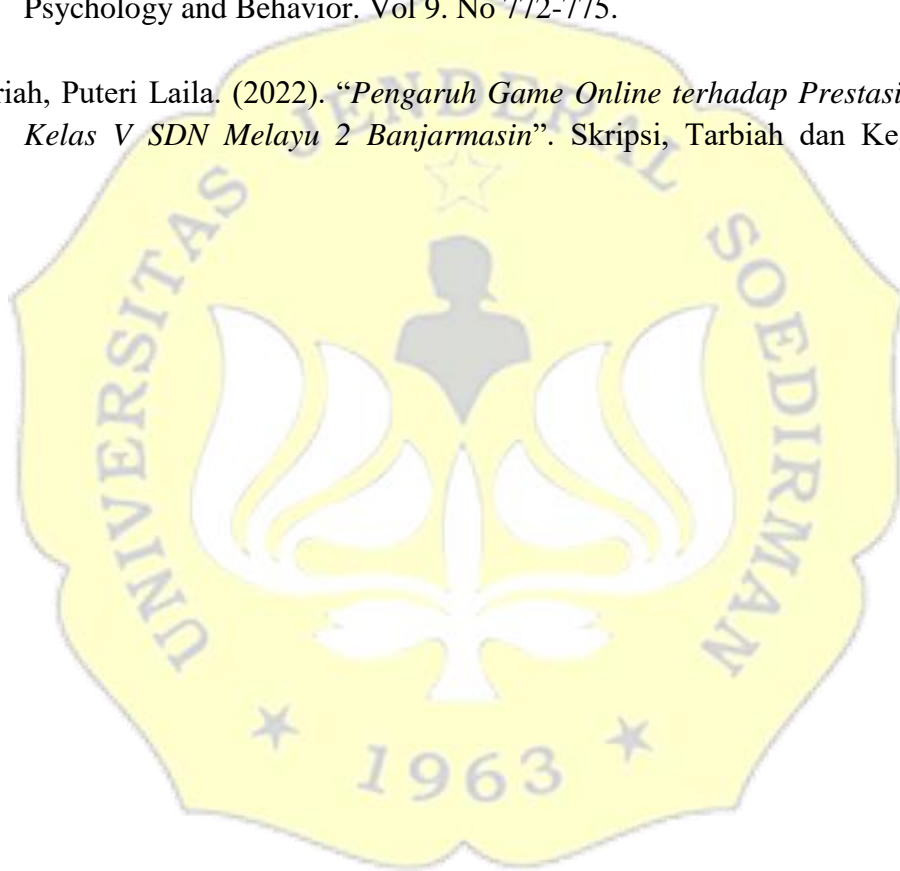 Psychology and Behavior. Vol 9. No 772-775.
riah, Puteri Laila. (2022). “Pengaruh Game Online terhadap Prestasi
Kelas V SDN Melayu 2 Banjarmasin”. Skripsi, Tarbiah dan Ke
UNIVERSITAS JENDERAL SOEDIRMAN
1963